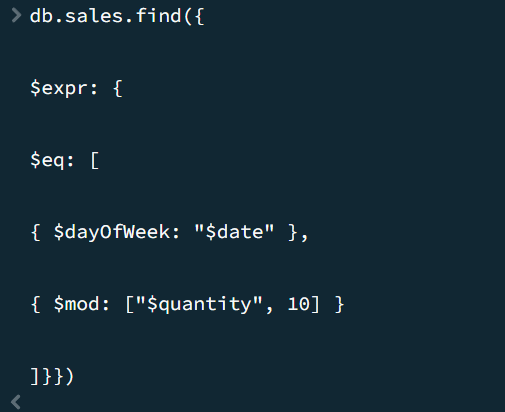 > db.sales.find({
$expr: {
$eq: [
{ $dayOfWeek: "$date" },
{ $mod: ["$quantity", 10] }
]}})
<